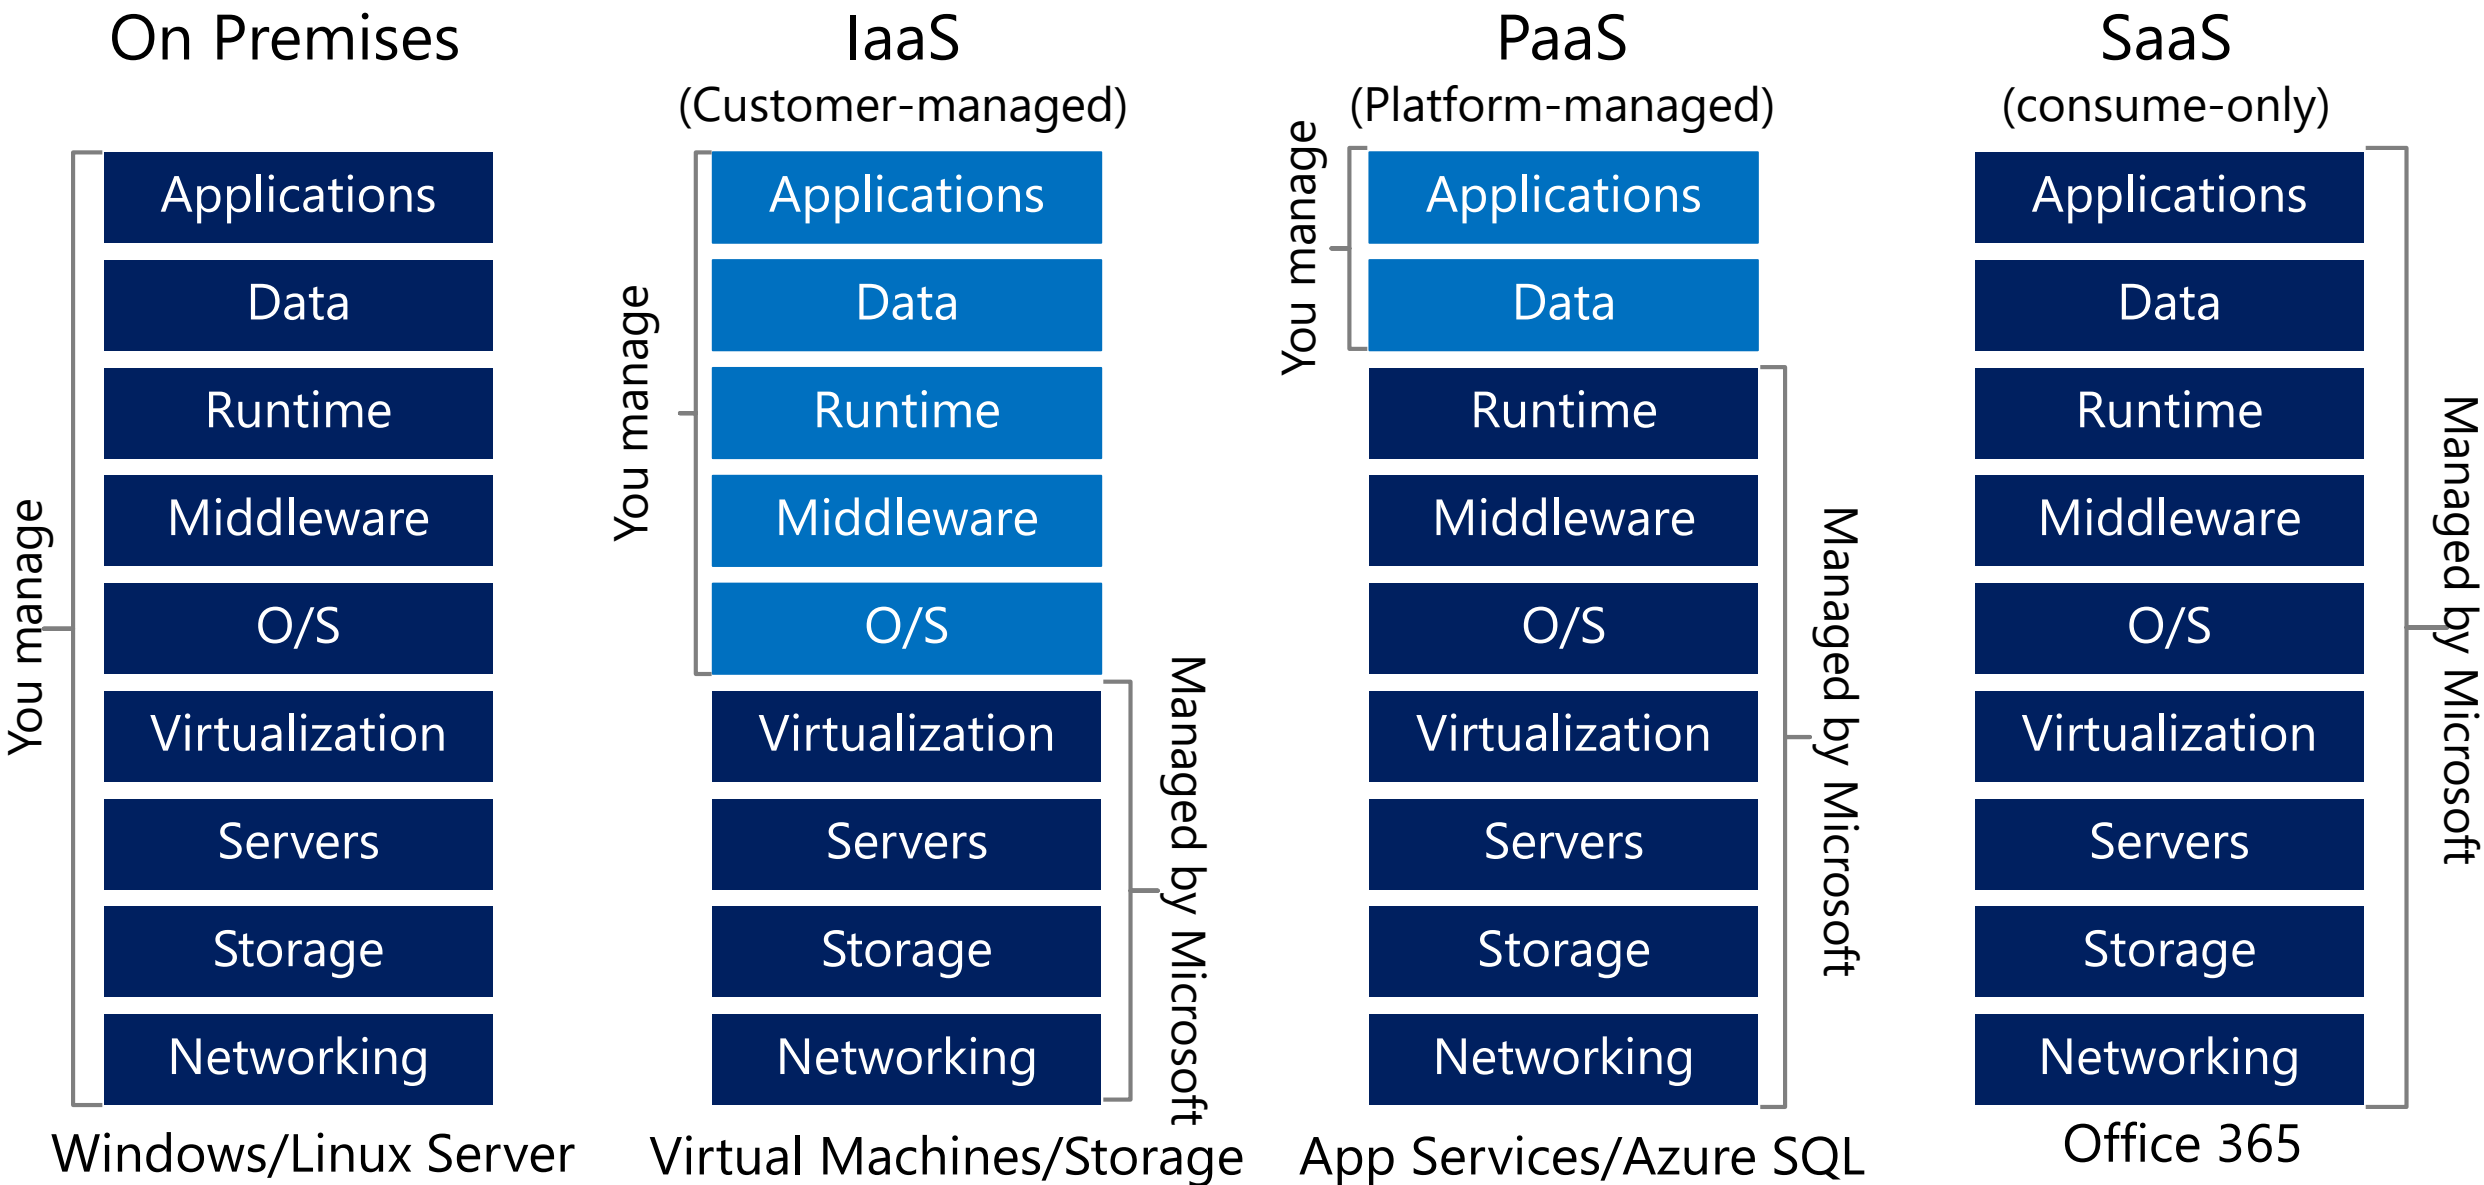 On Premises
You manage
Applications
Data
Runtime
Middleware
O/S
Virtualization
Servers
Storage
Networking
Windows/Linux Server
IaaS
(Customer-managed)
You manage
Applications
Data
Runtime
Middleware
O/S
Virtualization
Servers
Storage
Networking
Managed by Microsoft
Virtual Machines/Storage
PaaS
(Platform-managed)
You manage
Applications
Data
Runtime
Middleware
O/S
Virtualization
Servers
Storage
Networking
Managed by Microsoft
App Services/Azure SQL
SaaS
(consume-only)
Applications
Data
Runtime
Middleware
O/S
Virtualization
Servers
Storage
Networking
Managed by Microsoft
Office 365